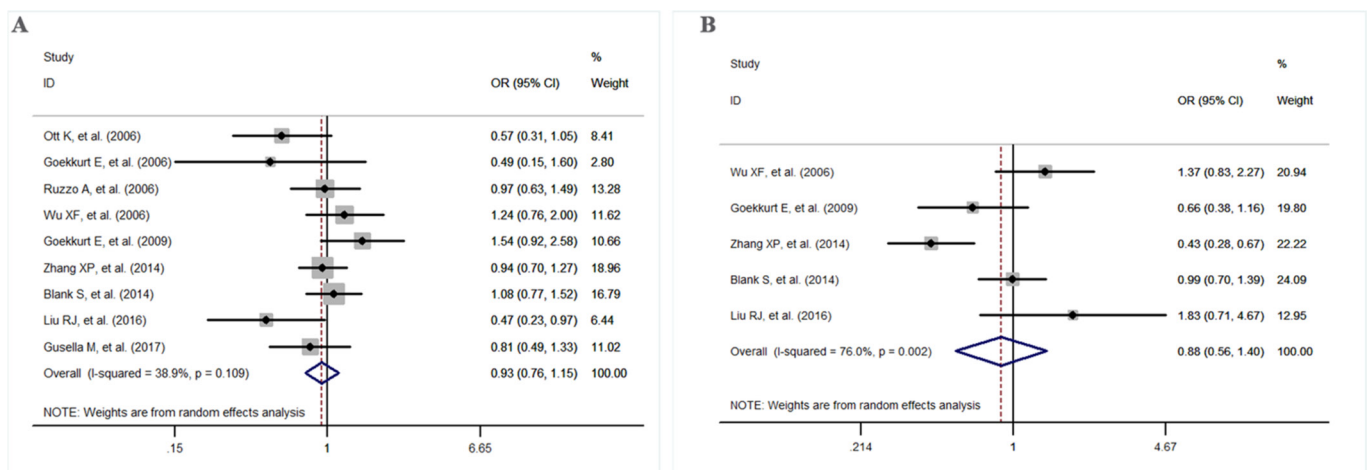 A
Study %
ID OR (95% CI) Weight
Ott K, et al. (2006) 0.57 (0.31, 1.05) 8.41
Goekkurt E, et al. (2006) 0.49 (0.15, 1.60) 2.80
Ruzzo A, et al. (2006) 0.97 (0.63, 1.49) 13.28
Wu XF, et al. (2006) 1.24 (0.76, 2.00) 11.62
Goekkurt E, et al. (2009) 1.54 (0.92, 2.58) 10.66
Zhang XP, et al. (2014) 0.94 (0.70, 1.27) 18.96
Blank S, et al. (2014) 1.08 (0.77, 1.52) 16.79
Liu RJ, et al. (2016) 0.47 (0.23, 0.97) 6.44
Gusella M, et al. (2017) 0.81 (0.49, 1.33) 11.02
Overall (I-squared = 38.9%, p = 0.109) 0.93 (0.76, 1.15) 100.00
NOTE: Weights are from random effects analysis
.15 1 6.65
B
Study %
ID OR (95% CI) Weight
Wu XF, et al. (2006) 1.37 (0.83, 2.27) 20.94
Goekkurt E, et al. (2009) 0.66 (0.38, 1.16) 19.80
Zhang XP, et al. (2014) 0.43 (0.28, 0.67) 22.22
Blank S, et al. (2014) 0.99 (0.70, 1.39) 24.09
Liu RJ, et al. (2016) 1.83 (0.71, 4.67) 12.95
Overall (I-squared = 76.0%, p = 0.002) 0.88 (0.56, 1.40) 100.00
NOTE: Weights are from random effects analysis
.214 1 4.67